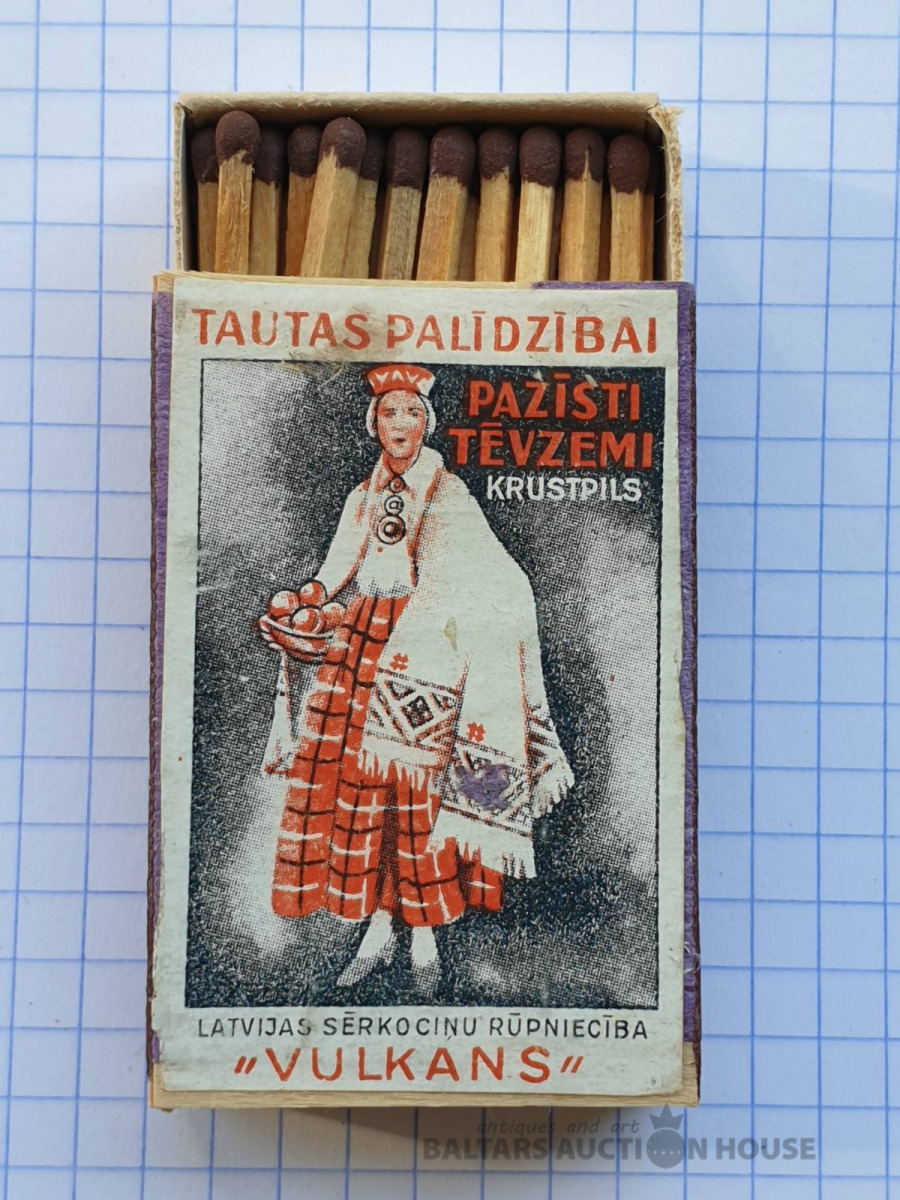 TAUTAS PALĪDZĪBAI
PAZĪSTI
TĒVZEMI
KRUSTPILS
LATVIJAS SĒRKOCIŅU RŪPNIECĪBA
"VULKANS"
antiques and art
BALTARS AUCTION HOUSE